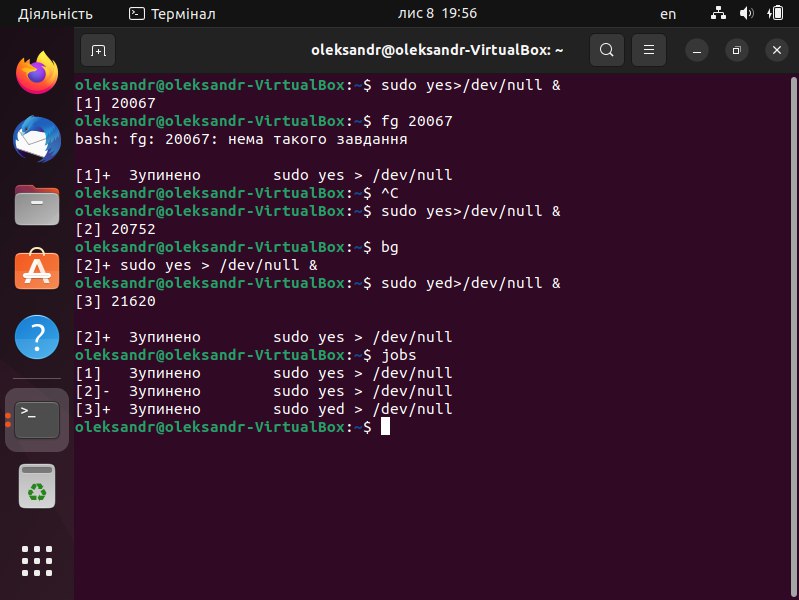 Діяльність Термінал лис 8 19:56 en
oleksandr@oleksandr-VirtualBox: ~
oleksandr@oleksandr-VirtualBox:~$ sudo yes>/dev/null &
[1] 20067
oleksandr@oleksandr-VirtualBox:~$ fg 20067
bash: fg: 20067: нема такого завдання
[1]+  Зупинено        sudo yes > /dev/null
oleksandr@oleksandr-VirtualBox:~$ ^C
oleksandr@oleksandr-VirtualBox:~$ sudo yes>/dev/null &
[2] 20752
oleksandr@oleksandr-VirtualBox:~$ bg
[2]+ sudo yes > /dev/null &
oleksandr@oleksandr-VirtualBox:~$ sudo yed>/dev/null &
[3] 21620
[2]+  Зупинено        sudo yes > /dev/null
oleksandr@oleksandr-VirtualBox:~$ jobs
[1]   Зупинено        sudo yes > /dev/null
[2]-  Зупинено        sudo yes > /dev/null
[3]+  Зупинено        sudo yed > /dev/null
oleksandr@oleksandr-VirtualBox:~$